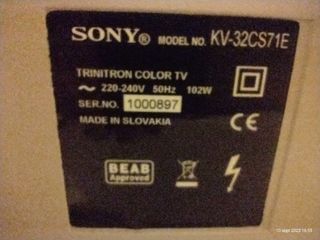 SONY® MODEL NO. KV-32CS71E
TRINITRON COLOR TV
~ 220-240V 50Hz 102W
SER.NO. 1000897
MADE IN SLOVAKIA
CE
BEAB
Approved